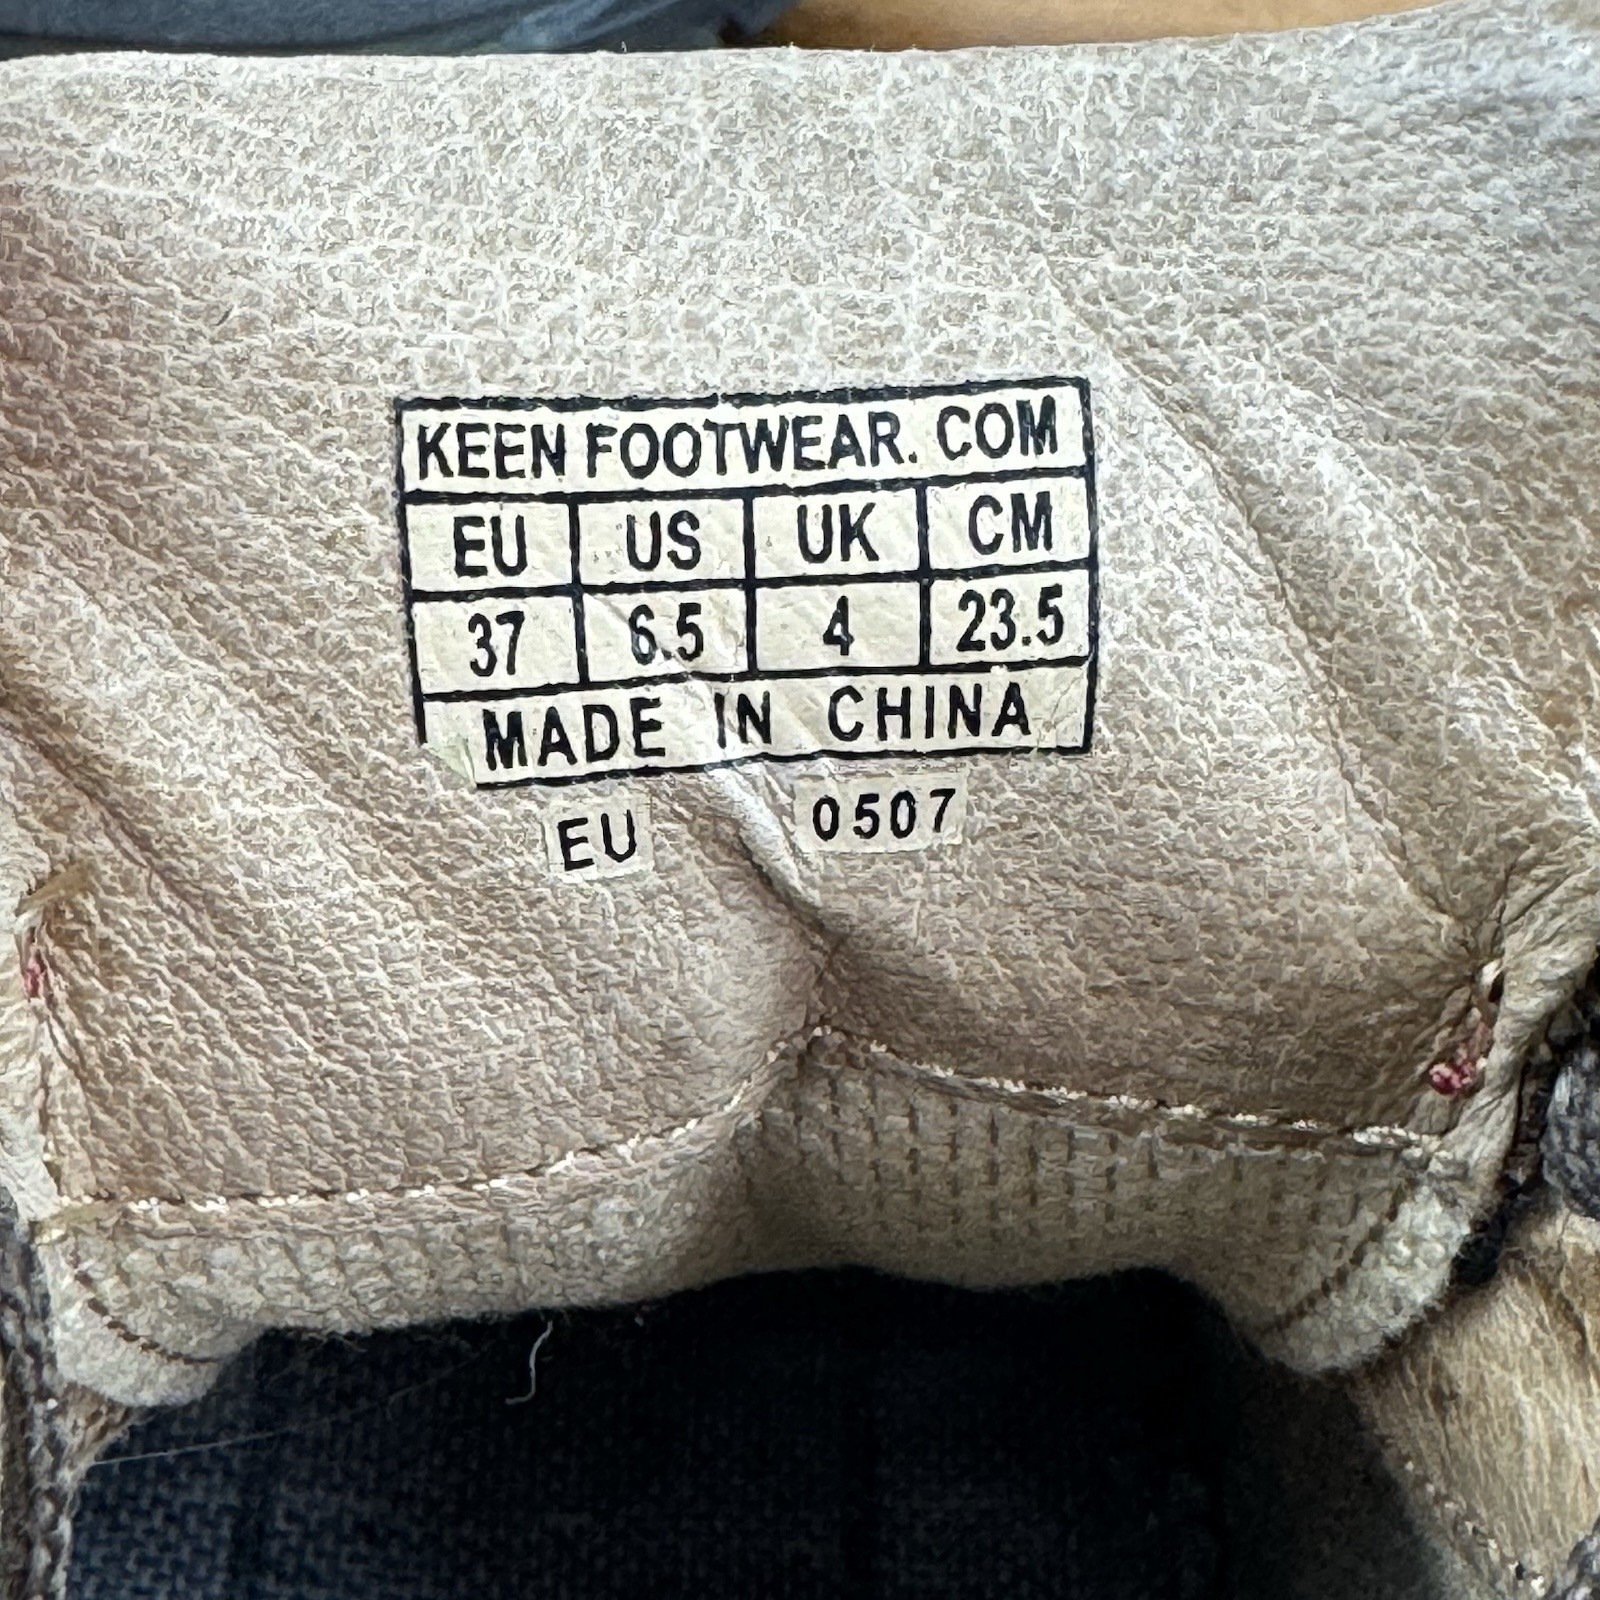 KEEN FOOTWEAR. COM
EU US UK CM
37 6.5 4 23.5
MADE IN CHINA
EU 0507